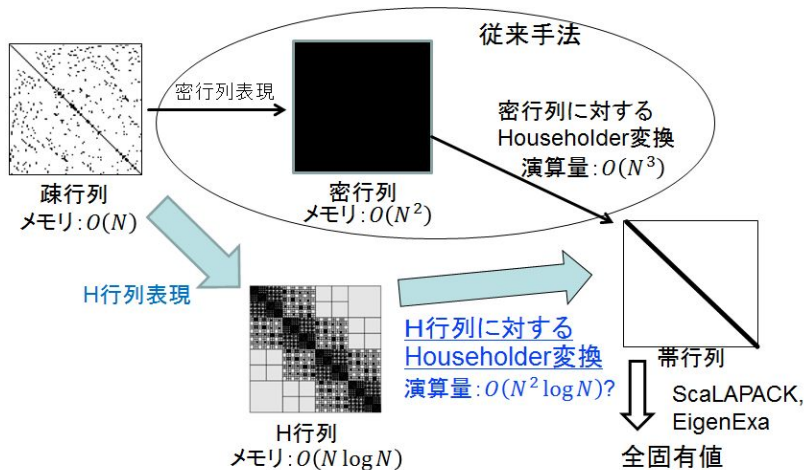 従来手法
密行列表現
密行列に対する
Householder変換
演算量:O(N³)
疎行列
メモリ:O(N)
密行列
メモリ:O(N²)
H行列表現
H行列に対する
Householder変換
演算量:O(N² logN)?
帯行列
H行列
メモリ:O(N logN)
ScaLAPACK,
EigenExa
全固有値